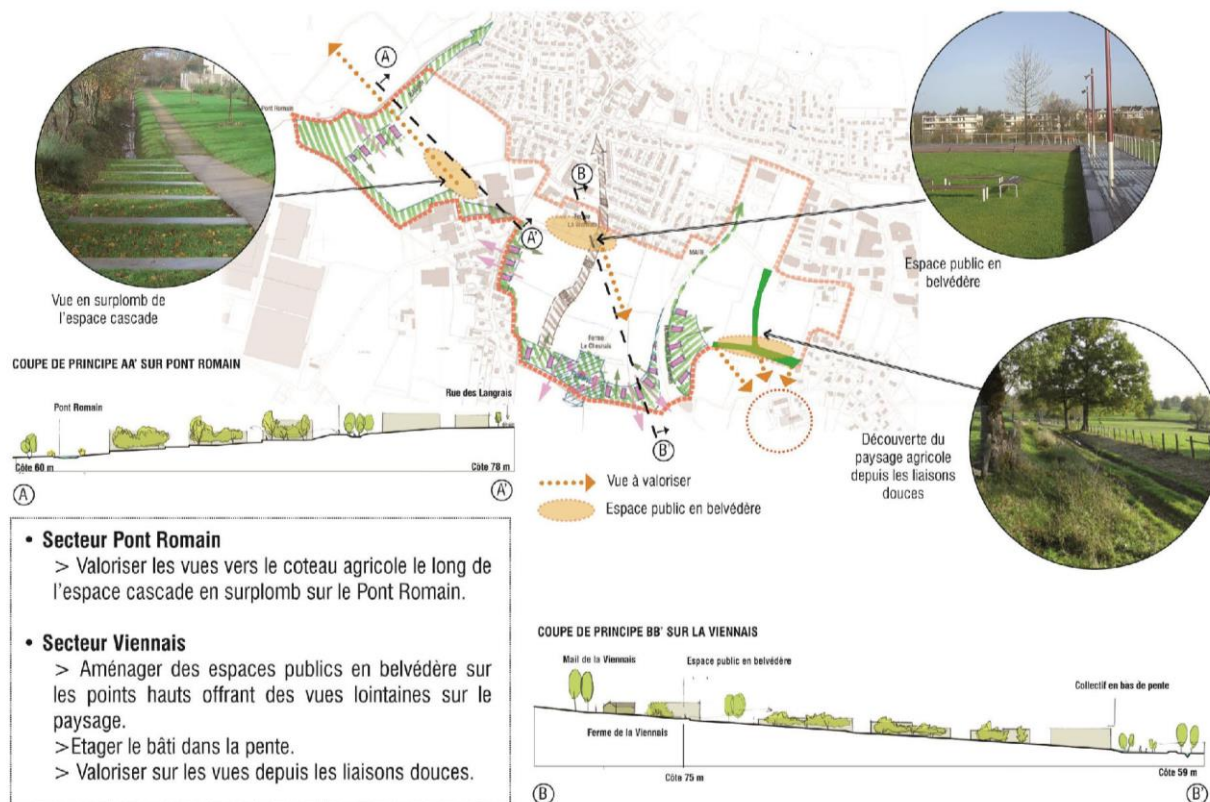 A
Pont Romain
B
A'
La Viennais
MAIL
Ferme
La Chesnais
B'
Vue en surplomb de
l'espace cascade
Espace public en
belvédère
Découverte du
paysage agricole
depuis les liaisons
douces
Vue à valoriser
Espace public en belvédère
COUPE DE PRINCIPE AA' SUR PONT ROMAIN
Rue des Langrais
Pont Romain
Côte 60 m
Côte 78 m
A
A'
• Secteur Pont Romain
> Valoriser les vues vers le coteau agricole le long de
l'espace cascade en surplomb sur le Pont Romain.
• Secteur Viennais
> Aménager des espaces publics en belvédère sur
les points hauts offrant des vues lointaines sur le
paysage.
>Etager le bâti dans la pente.
> Valoriser sur les vues depuis les liaisons douces.
COUPE DE PRINCIPE BB' SUR LA VIENNAIS
Mail de la Viennais
Espace public en belvédère
Collectif en bas de pente
Ferme de la Viennais
Côte 75 m
Côte 59 m
B
B'